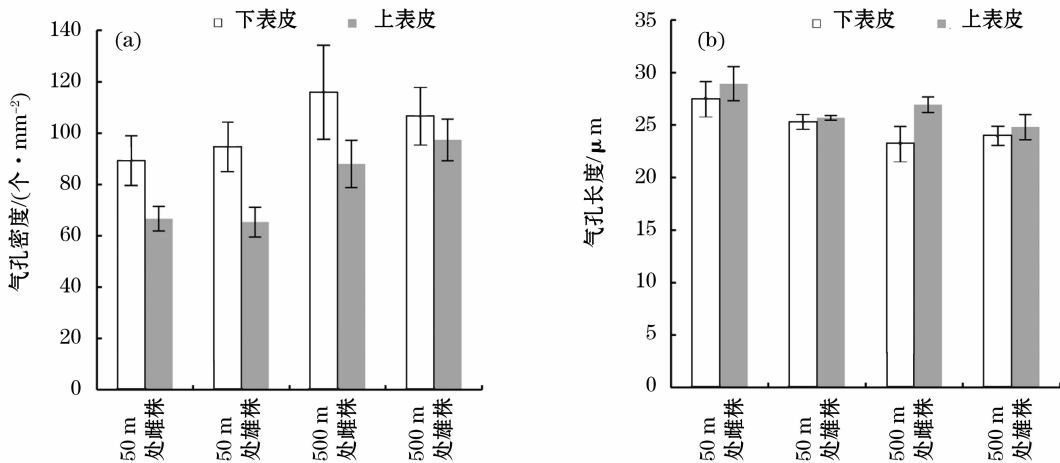 下表皮 上表皮
(a)
气孔密度/(个·mm⁻²)
140
120
100
80
60
40
20
0
50 m
处雌株
50 m
处雄株
500 m
处雌株
500 m
处雄株
下表皮 上表皮
(b)
气孔长度/μm
35
30
25
20
15
10
5
0
50 m
处雌株
50 m
处雄株
500 m
处雌株
500 m
处雄株